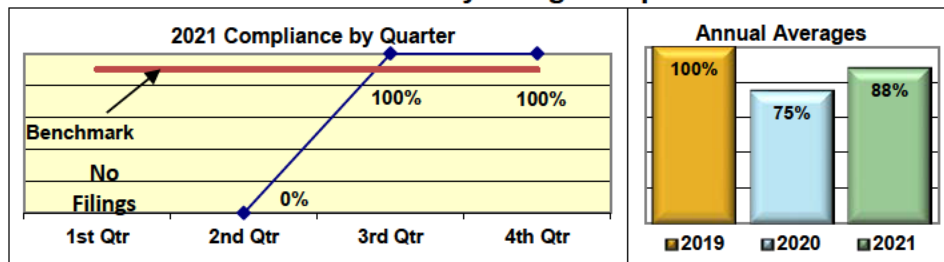 2021 Compliance by Quarter
100%
100%
Benchmark
No
Filings
0%
1st Qtr 2nd Qtr 3rd Qtr 4th Qtr
Annual Averages
100%
75%
88%
2019 2020 2021